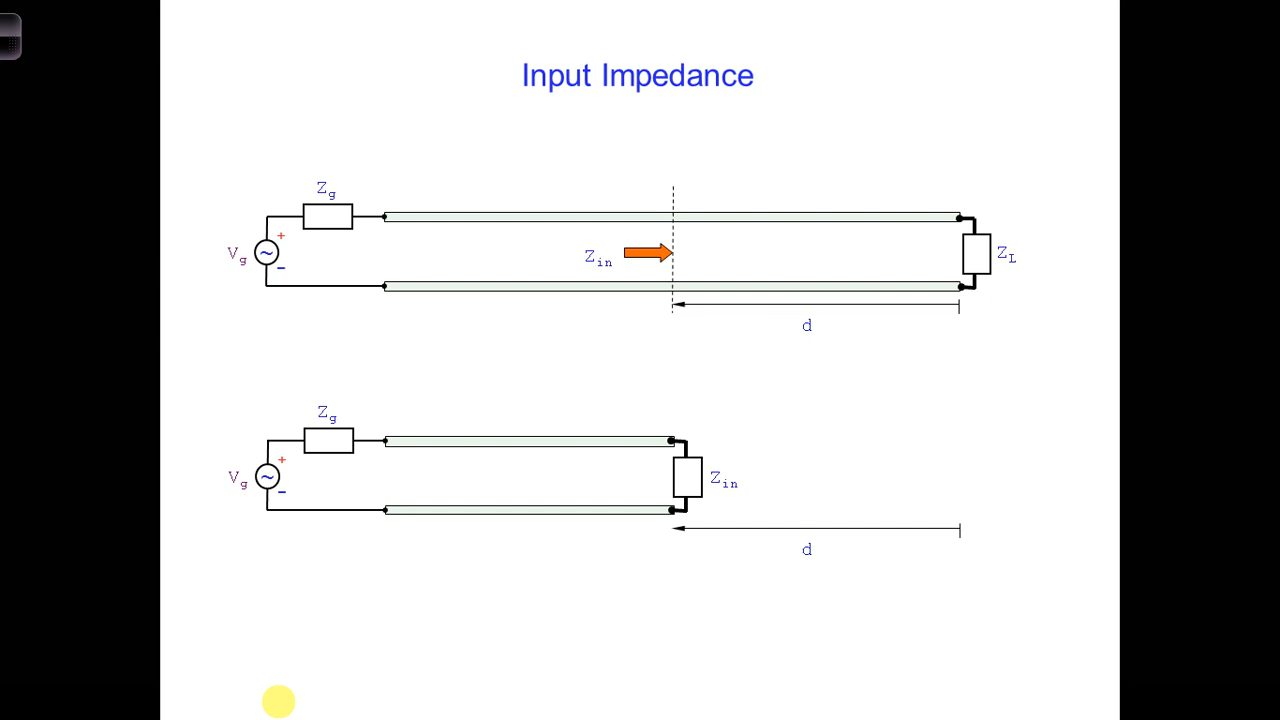 Input Impedance
Zg
+
Vg
~
−
Zin
ZL
d
Zg
+
Vg
~
−
Zin
d